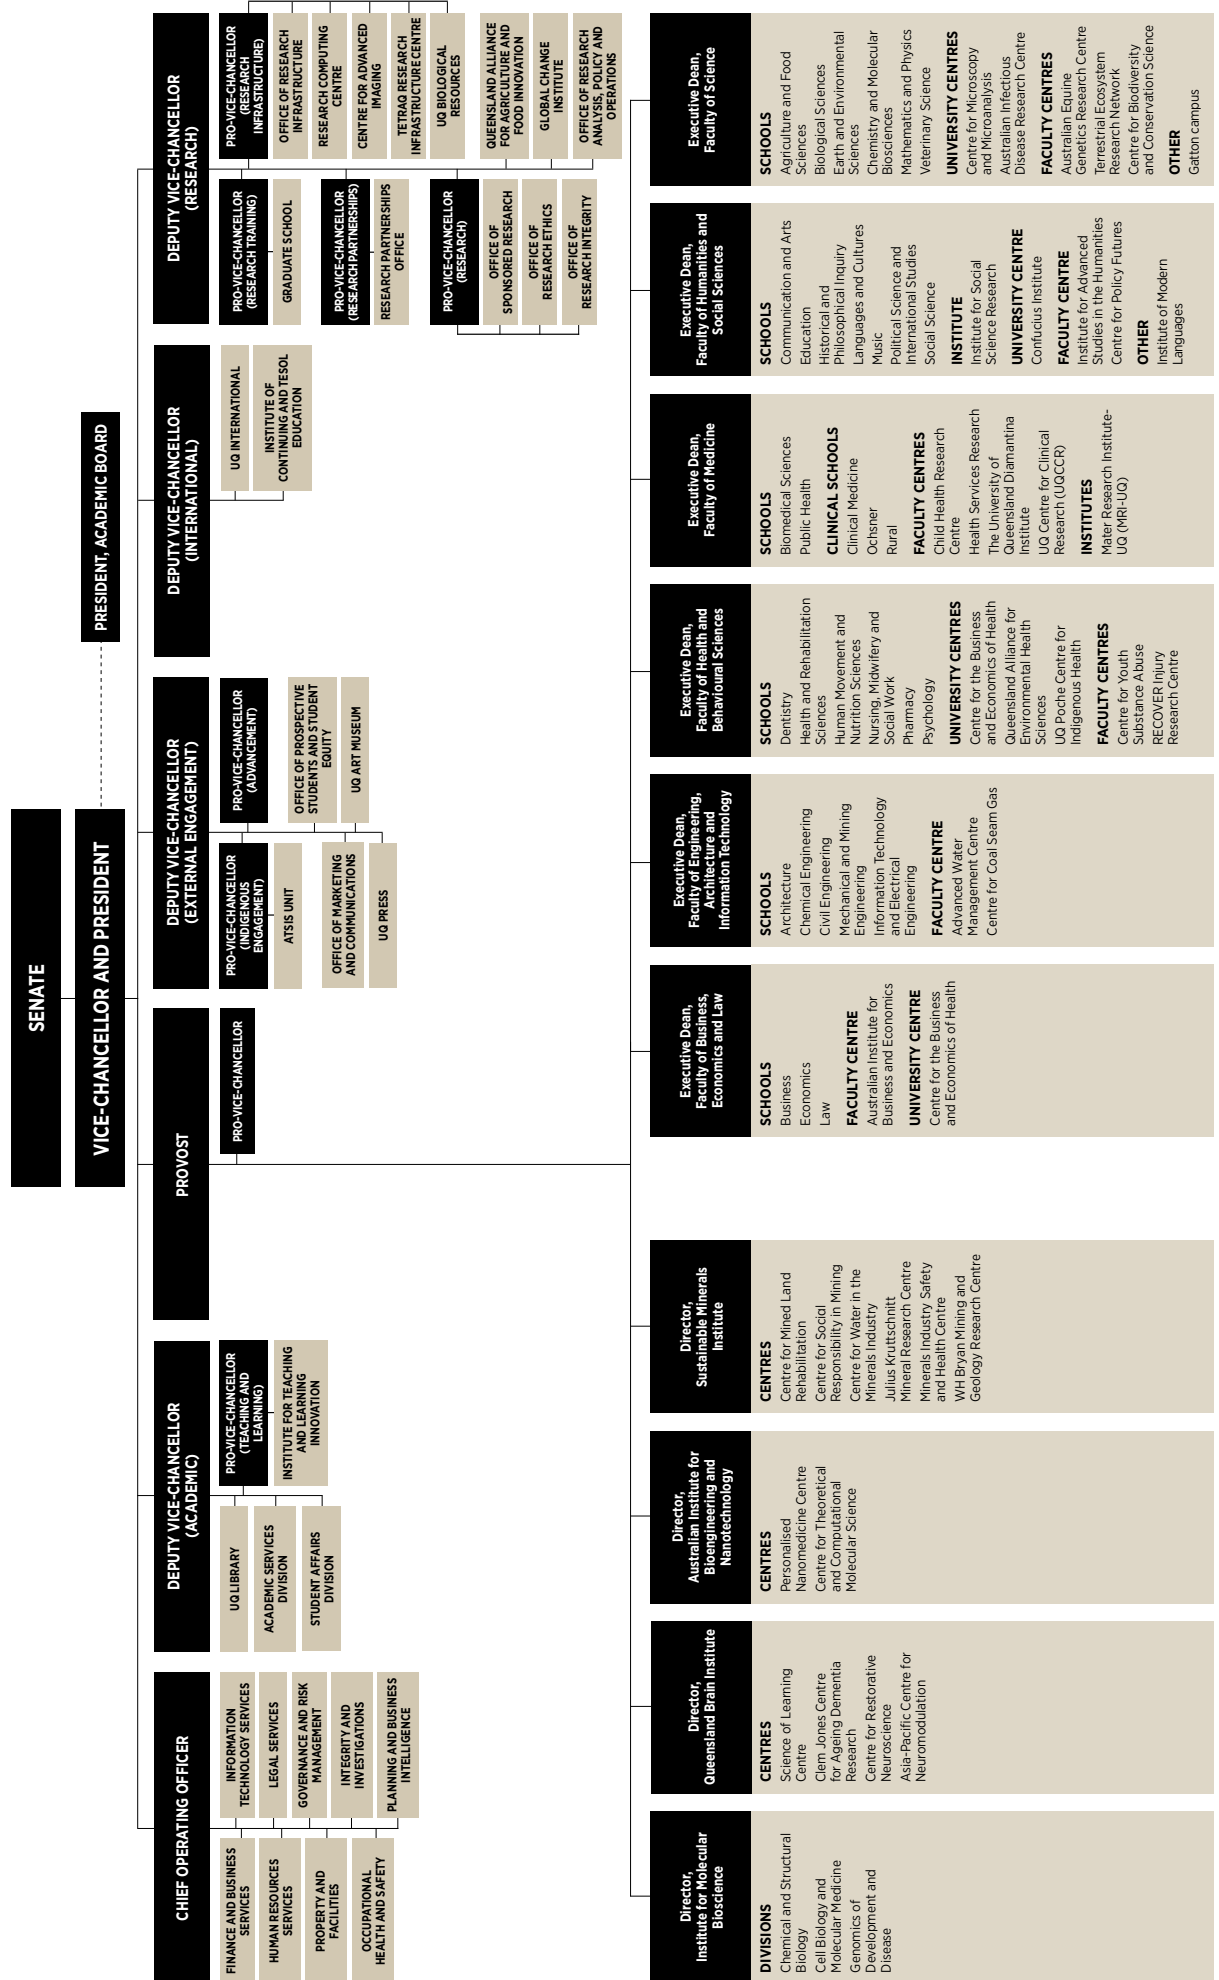 SENATE
VICE-CHANCELLOR AND PRESIDENT
PRESIDENT, ACADEMIC BOARD
CHIEF OPERATING OFFICER
FINANCE AND BUSINESS
SERVICES
HUMAN RESOURCES
SERVICES
PROPERTY AND
FACILITIES
OCCUPATIONAL
HEALTH AND SAFETY
INFORMATION
TECHNOLOGY SERVICES
LEGAL SERVICES
GOVERNANCE AND RISK
MANAGEMENT
INTEGRITY AND
INVESTIGATIONS
PLANNING AND BUSINESS
INTELLIGENCE
DEPUTY VICE-CHANCELLOR
(ACADEMIC)
UQ LIBRARY
ACADEMIC SERVICES
DIVISION
STUDENT AFFAIRS
DIVISION
PRO-VICE-CHANCELLOR
(TEACHING AND
LEARNING)
INSTITUTE FOR TEACHING
AND LEARNING
INNOVATION
PROVOST
PRO-VICE-CHANCELLOR
DEPUTY VICE-CHANCELLOR
(EXTERNAL ENGAGEMENT)
PRO-VICE-CHANCELLOR
(INDIGENOUS
ENGAGEMENT)
ATSIS UNIT
OFFICE OF MARKETING
AND COMMUNICATIONS
UQ PRESS
PRO-VICE-CHANCELLOR
(ADVANCEMENT)
OFFICE OF PROSPECTIVE
STUDENTS AND STUDENT
EQUITY
UQ ART MUSEUM
DEPUTY VICE-CHANCELLOR
(INTERNATIONAL)
UQ INTERNATIONAL
INSTITUTE OF
CONTINUING AND TESOL
EDUCATION
DEPUTY VICE-CHANCELLOR
(RESEARCH)
PRO-VICE-CHANCELLOR
(RESEARCH TRAINING)
GRADUATE SCHOOL
PRO-VICE-CHANCELLOR
(RESEARCH PARTNERSHIPS)
RESEARCH PARTNERSHIPS
OFFICE
PRO-VICE-CHANCELLOR
(RESEARCH)
OFFICE OF
SPONSORED RESEARCH
OFFICE OF
RESEARCH ETHICS
OFFICE OF
RESEARCH INTEGRITY
PRO-VICE-CHANCELLOR
(RESEARCH
INFRASTRUCTURE)
OFFICE OF RESEARCH
INFRASTRUCTURE
RESEARCH COMPUTING
CENTRE
CENTRE FOR ADVANCED
IMAGING
TETRAQ RESEARCH
INFRASTRUCTURE CENTRE
UQ BIOLOGICAL
RESOURCES
QUEENSLAND ALLIANCE
FOR AGRICULTURE AND
FOOD INNOVATION
GLOBAL CHANGE
INSTITUTE
OFFICE OF RESEARCH
ANALYSIS, POLICY AND
OPERATIONS
Director,
Institute for Molecular
Bioscience
DIVISIONS
Chemical and Structural
Biology
Cell Biology and
Molecular Medicine
Genomics of
Development and
Disease
Director,
Queensland Brain Institute
CENTRES
Science of Learning
Centre
Clem Jones Centre
for Ageing Dementia
Research
Centre for Restorative
Neuroscience
Asia-Pacific Centre for
Neuromodulation
Director,
Australian Institute for
Bioengineering and
Nanotechnology
CENTRES
Personalised
Nanomedicine Centre
Centre for Theoretical
and Computational
Molecular Science
Director,
Sustainable Minerals
Institute
CENTRES
Centre for Mined Land
Rehabilitation
Centre for Social
Responsibility in Mining
Centre for Water in the
Minerals Industry
Julius Kruttschnitt
Mineral Research Centre
Minerals Industry Safety
and Health Centre
WH Bryan Mining and
Geology Research Centre
Executive Dean,
Faculty of Business,
Economics and Law
SCHOOLS
Business
Economics
Law
FACULTY CENTRE
Australian Institute for
Business and Economics
UNIVERSITY CENTRE
Centre for the Business
and Economics of Health
Executive Dean,
Faculty of Engineering,
Architecture and
Information Technology
SCHOOLS
Architecture
Chemical Engineering
Civil Engineering
Mechanical and Mining
Engineering
Information Technology
and Electrical
Engineering
FACULTY CENTRE
Advanced Water
Management Centre
Centre for Coal Seam Gas
Executive Dean,
Faculty of Health and
Behavioural Sciences
SCHOOLS
Dentistry
Health and Rehabilitation
Sciences
Human Movement and
Nutrition Sciences
Nursing, Midwifery and
Social Work
Pharmacy
Psychology
UNIVERSITY CENTRES
Centre for the Business
and Economics of Health
Queensland Alliance for
Environmental Health
Sciences
UQ Poche Centre for
Indigenous Health
FACULTY CENTRES
Centre for Youth
Substance Abuse
RECOVER Injury
Research Centre
Executive Dean,
Faculty of Medicine
SCHOOLS
Biomedical Sciences
Public Health
CLINICAL SCHOOLS
Clinical Medicine
Ochsner
Rural
FACULTY CENTRES
Child Health Research
Centre
Health Services Research
The University of
Queensland Diamantina
Institute
UQ Centre for Clinical
Research (UQCCR)
INSTITUTES
Mater Research Institute-
UQ (MRI-UQ)
Executive Dean,
Faculty of Humanities and
Social Sciences
SCHOOLS
Communication and Arts
Education
Historical and
Philosophical Inquiry
Languages and Cultures
Music
Political Science and
International Studies
Social Science
INSTITUTE
Institute for Social
Science Research
UNIVERSITY CENTRE
Confucius Institute
FACULTY CENTRE
Institute for Advanced
Studies in the Humanities
Centre for Policy Futures
OTHER
Institute of Modern
Languages
Executive Dean,
Faculty of Science
SCHOOLS
Agriculture and Food
Sciences
Biological Sciences
Earth and Environmental
Sciences
Chemistry and Molecular
Biosciences
Mathematics and Physics
Veterinary Science
UNIVERSITY CENTRES
Centre for Microscopy
and Microanalysis
Australian Infectious
Disease Research Centre
FACULTY CENTRES
Australian Equine
Genetics Research Centre
Terrestrial Ecosystem
Research Network
Centre for Biodiversity
and Conservation Science
OTHER
Gatton campus